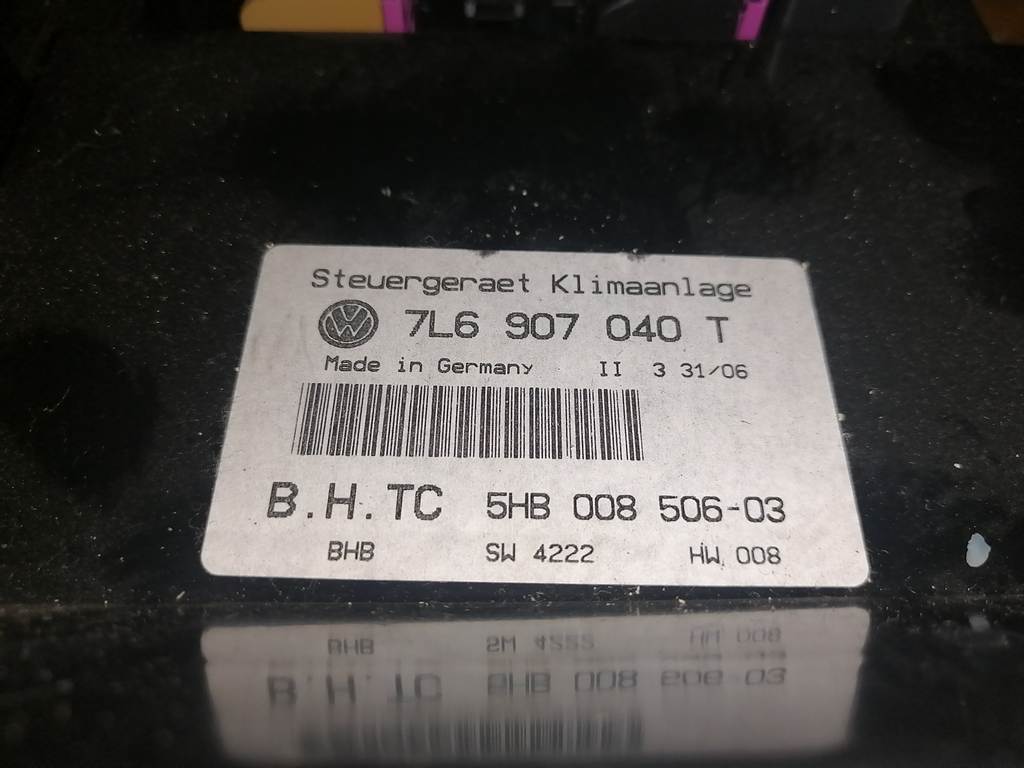 Steuergeraet Klimaanlage
7L6 907 040 T
Made in Germany II 3 31/06
B.H.TC 5HB 008 506-03
BHB SW 4222 HW 008